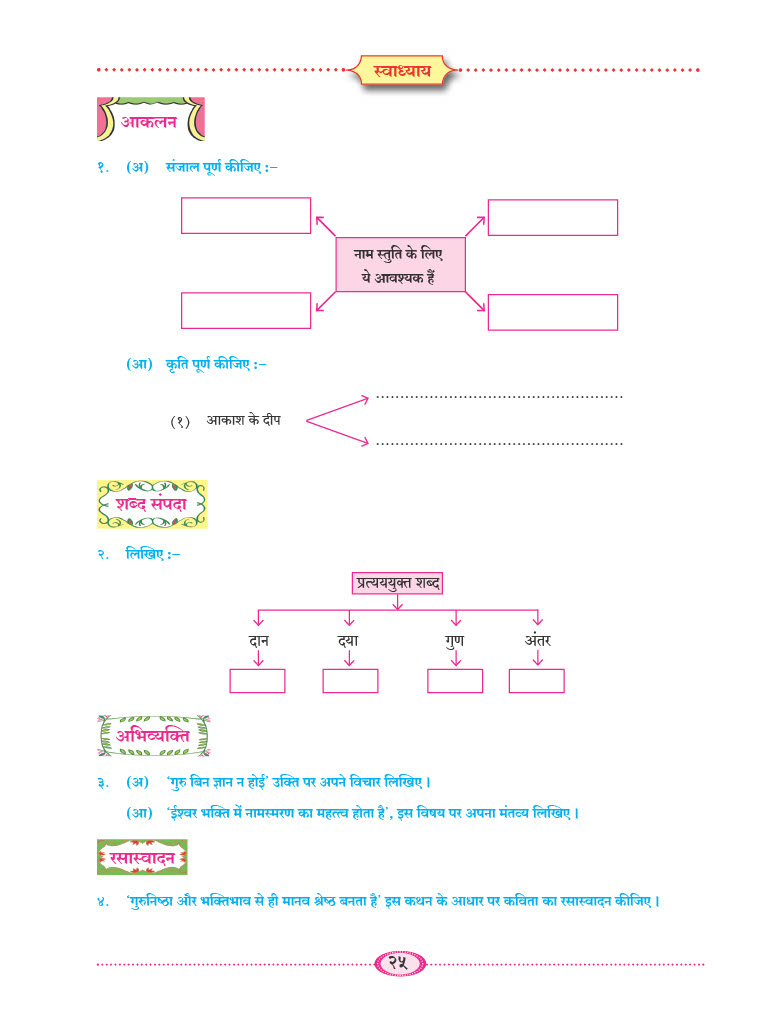 स्वाध्याय
आकलन
१. (अ) संजाल पूर्ण कीजिए :–
नाम स्तुति के लिए
ये आवश्यक हैं
(आ) कृति पूर्ण कीजिए :–
(१) आकाश के दीप
शब्द संपदा
२. लिखिए :–
प्रत्यययुक्त शब्द
दान दया गुण अंतर
अभिव्यक्ति
३. (अ) ‘गुरु बिन ज्ञान न होई’ उक्ति पर अपने विचार लिखिए ।
(आ) ‘ईश्वर भक्ति में नामस्मरण का महत्त्व होता है’, इस विषय पर अपना मंतव्य लिखिए ।
रसास्वादन
४. ‘गुरुनिष्ठा और भक्तिभाव से ही मानव श्रेष्ठ बनता है’ इस कथन के आधार पर कविता का रसास्वादन कीजिए ।
२५